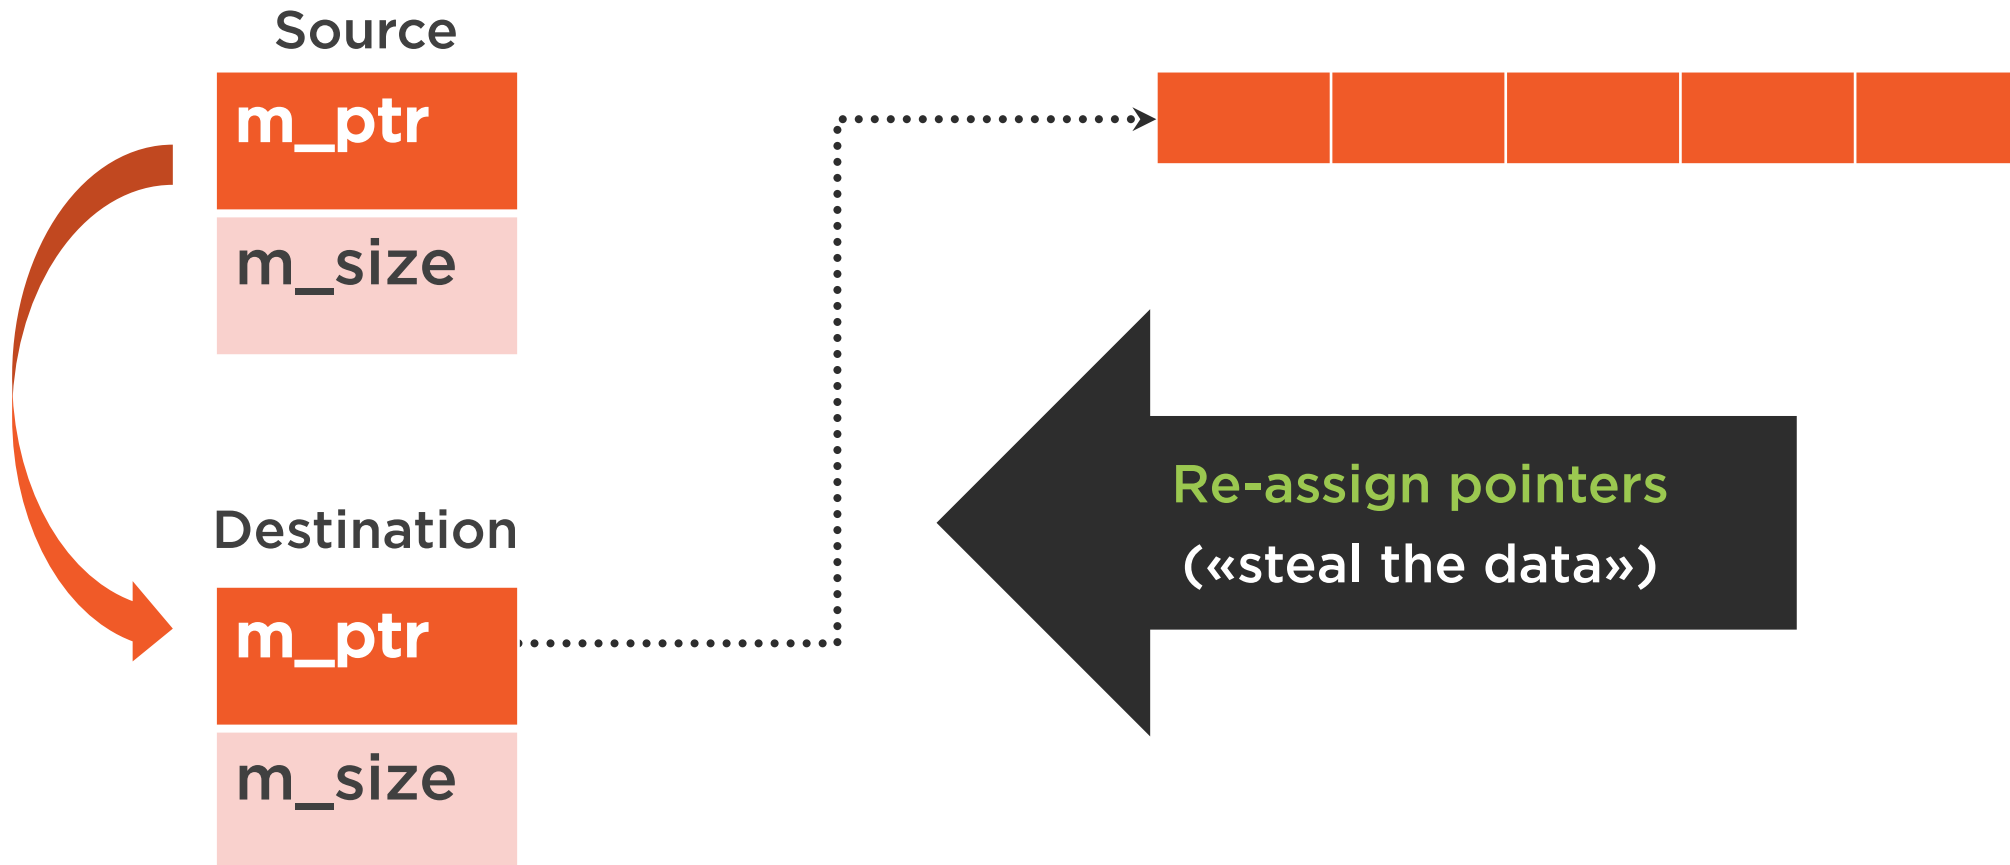 Source
m_ptr
m_size
Destination
m_ptr
m_size
Re-assign pointers
(«steal the data»)